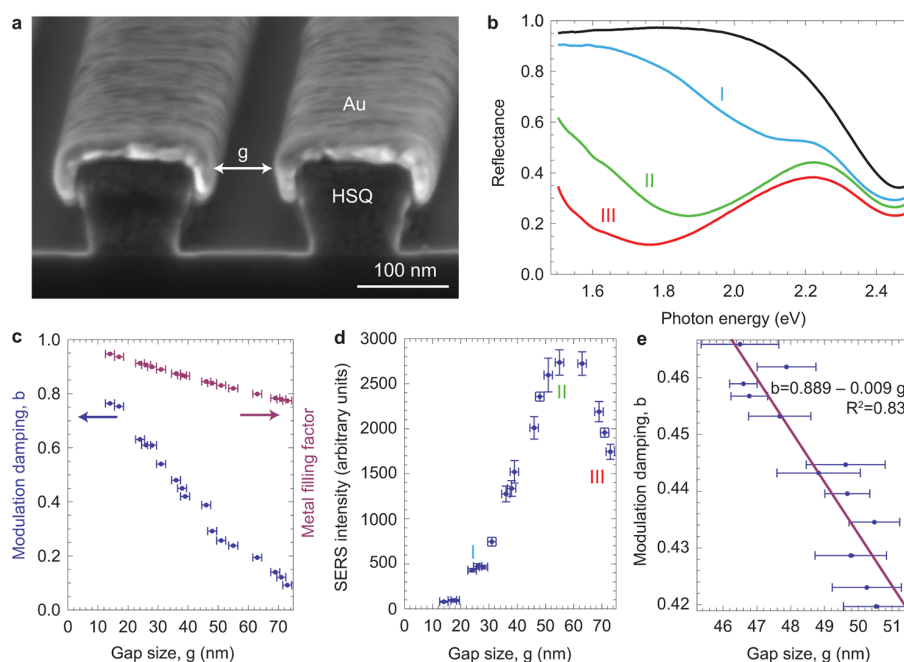 a
Au
g
HSQ
100 nm
b
Reflectance
1.0
0.8
0.6
0.4
0.2
0.0
I
II
III
1.6 1.8 2.0 2.2 2.4
Photon energy (eV)
c
Modulation damping, b
1.0
0.8
0.6
0.4
0.2
0.0
Metal filling factor
0 10 20 30 40 50 60 70
Gap size, g (nm)
d
SERS intensity (arbitrary units)
3000
2500
2000
1500
1000
500
0
I
II
III
0 10 20 30 40 50 60 70
Gap size, g (nm)
e
Modulation damping, b
0.46
0.45
0.44
0.43
0.42
b=0.889 – 0.009 g
R²=0.83
46 47 48 49 50 51
Gap size, g (nm)